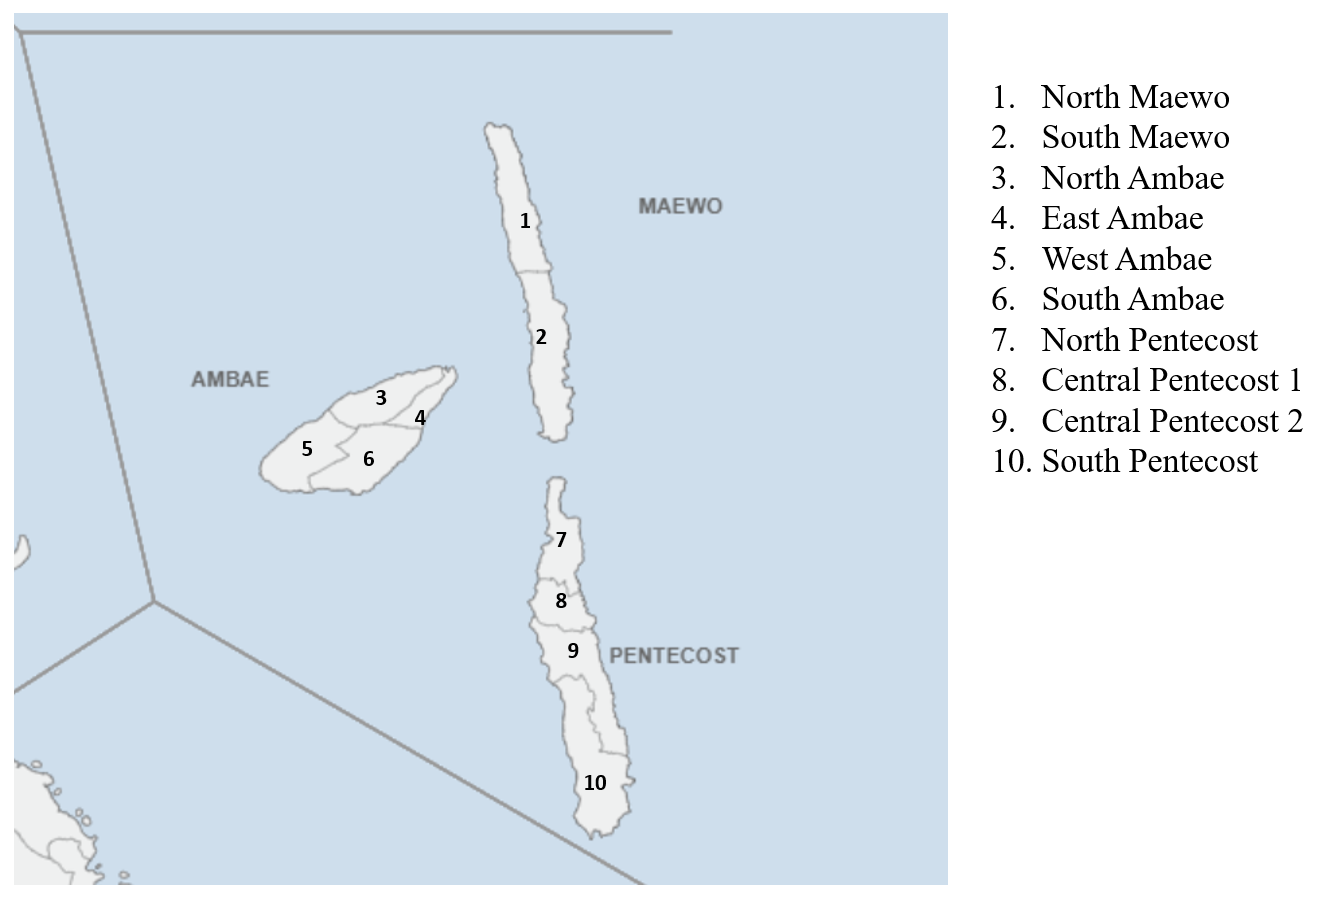 MAEWO
AMBAE
PENTECOST
1
2
3
4
5
6
7
8
9
10
1. North Maewo
2. South Maewo
3. North Ambae
4. East Ambae
5. West Ambae
6. South Ambae
7. North Pentecost
8. Central Pentecost 1
9. Central Pentecost 2
10. South Pentecost